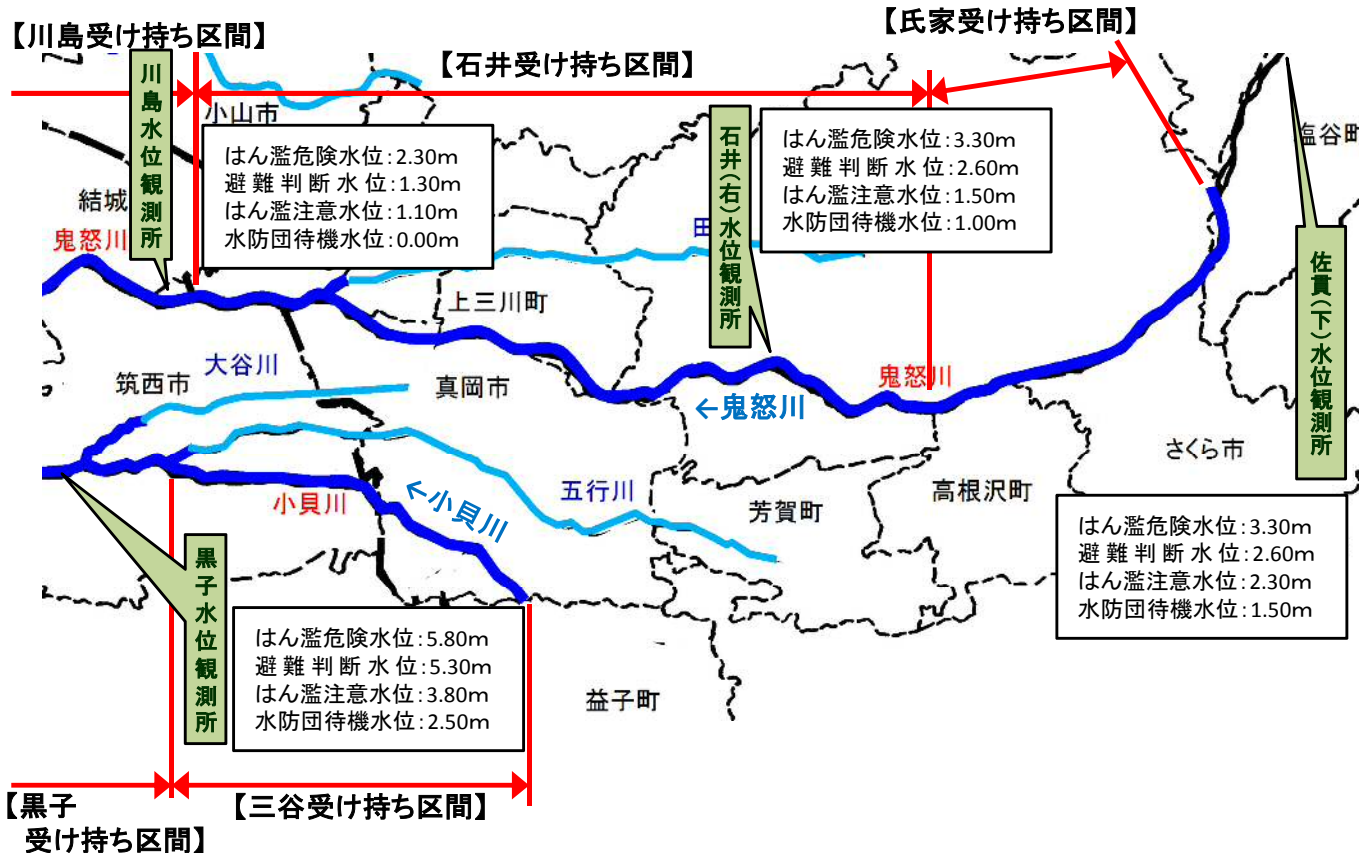 【川島受け持ち区間】
【石井受け持ち区間】
【氏家受け持ち区間】
川島水位観測所
小山市
はん濫危険水位:2.30m
避難判断水位:1.30m
はん濫注意水位:1.10m
水防団待機水位:0.00m
石井(右)水位観測所
はん濫危険水位:3.30m
避難判断水位:2.60m
はん濫注意水位:1.50m
水防団待機水位:1.00m
塩谷町
結城
鬼怒川
田
上三川町
佐貫(下)水位観測所
大谷川
筑西市
真岡市
鬼怒川
←鬼怒川
さくら市
小貝川
←小貝川
五行川
芳賀町
高根沢町
はん濫危険水位:3.30m
避難判断水位:2.60m
はん濫注意水位:2.30m
水防団待機水位:1.50m
黒子水位観測所
はん濫危険水位:5.80m
避難判断水位:5.30m
はん濫注意水位:3.80m
水防団待機水位:2.50m
益子町
【黒子
受け持ち区間】
【三谷受け持ち区間】